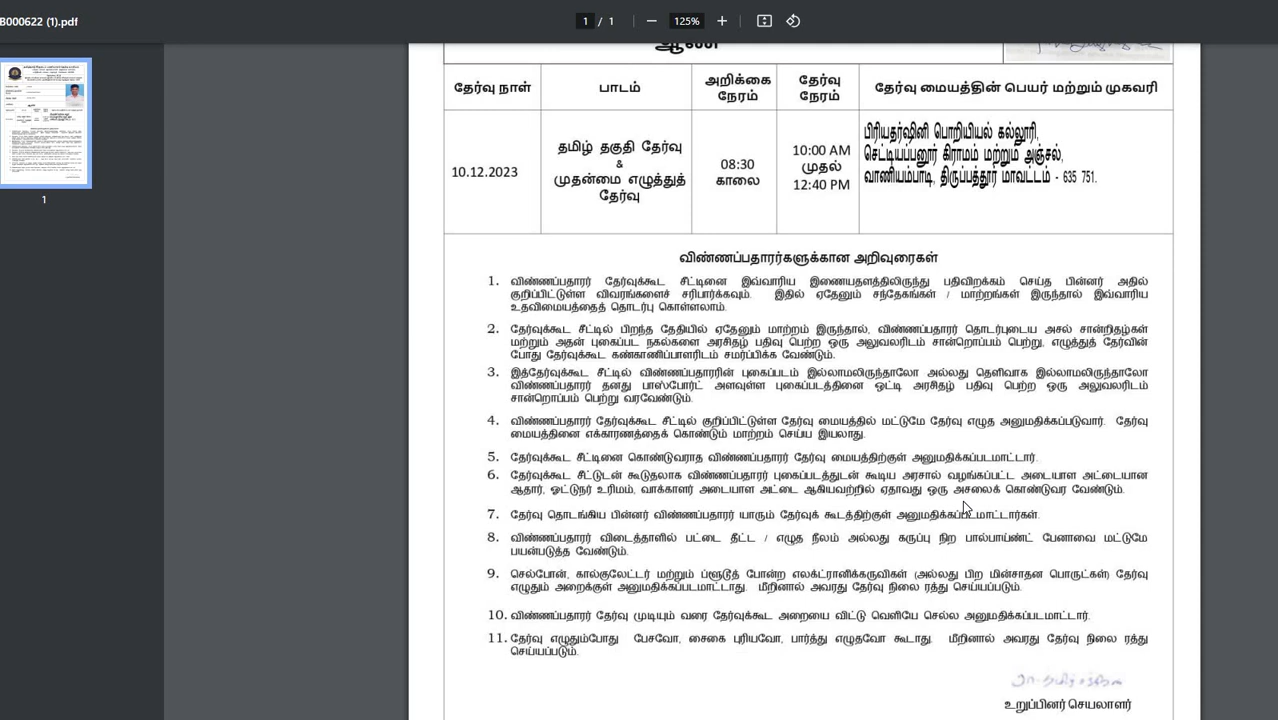 B000622 (1).pdf
1 / 1
125%
1
ஆண்
தேர்வு நாள்
பாடம்
அறிக்கை
நேரம்
தேர்வு
நேரம்
தேர்வு மையத்தின் பெயர் மற்றும் முகவரி
10.12.2023
தமிழ் தகுதி தேர்வு
&
முதன்மை எழுத்துத்
தேர்வு
08:30
காலை
10:00 AM
முதல்
12:40 PM
பிரியதர்ஷினி பொறியியல் கல்லூரி,
செட்டியப்பனூர் கிராமம் மற்றும் அஞ்சல்,
வாணியம்பாடி, திருப்பத்தூர் மாவட்டம் - 635 751.
விண்ணப்பதாரர்களுக்கான அறிவுரைகள்
1. விண்ணப்பதாரர் தேர்வுக்கூட சீட்டினை இவ்வாரிய இணையதளத்திலிருந்து பதிவிறக்கம் செய்த பின்னர் அதில்
குறிப்பிட்டுள்ள விவரங்களைச் சரிபார்க்கவும். இதில் ஏதேனும் சந்தேகங்கள் / மாற்றங்கள் இருந்தால் இவ்வாரிய
உதவிமையத்தைத் தொடர்பு கொள்ளலாம்.
2. தேர்வுக்கூட சீட்டில் பிறந்த தேதியில் ஏதேனும் மாற்றம் இருந்தால், விண்ணப்பதாரர் தொடர்புடைய அசல் சான்றிதழ்கள்
மற்றும் அதன் புகைப்பட நகல்களை அரசிதழ் பதிவு பெற்ற ஒரு அலுவலரிடம் சான்றொப்பம் பெற்று, எழுத்துத் தேர்வின்
போது தேர்வுக்கூட கண்காணிப்பாளரிடம் சமர்ப்பிக்க வேண்டும்.
3. இத்தேர்வுக்கூட சீட்டில் விண்ணப்பதாரரின் புகைப்படம் இல்லாமலிருந்தாலோ அல்லது தெளிவாக இல்லாமலிருந்தாலோ
விண்ணப்பதாரர் தனது பாஸ்போர்ட் அளவுள்ள புகைப்படத்தினை ஒட்டி அரசிதழ் பதிவு பெற்ற ஒரு அலுவலரிடம்
சான்றொப்பம் பெற்று வரவேண்டும்.
4. விண்ணப்பதாரர் தேர்வுக்கூட சீட்டில் குறிப்பிட்டுள்ள தேர்வு மையத்தில் மட்டுமே தேர்வு எழுத அனுமதிக்கப்படுவார். தேர்வு
மையத்தினை எக்காரணத்தைக் கொண்டும் மாற்றம் செய்ய இயலாது.
5. தேர்வுக்கூட சீட்டினை கொண்டுவராத விண்ணப்பதாரர் தேர்வு மையத்திற்குள் அனுமதிக்கப்படமாட்டார்.
6. தேர்வுக்கூட சீட்டுடன் கூடுதலாக விண்ணப்பதாரர் புகைப்படத்துடன் கூடிய அரசால் வழங்கப்பட்ட அடையாள அட்டையான
ஆதார், ஓட்டுநர் உரிமம், வாக்காளர் அடையாள அட்டை ஆகியவற்றில் ஏதாவது ஒரு அசலைக் கொண்டுவர வேண்டும்.
7. தேர்வு தொடங்கிய பின்னர் விண்ணப்பதாரர் யாரும் தேர்வுக் கூடத்திற்குள் அனுமதிக்கப்படமாட்டார்கள்.
8. விண்ணப்பதாரர் விடைத்தாளில் பட்டை தீட்ட / எழுத நீலம் அல்லது கருப்பு நிற பால்பாய்ண்ட் பேனாவை மட்டுமே
பயன்படுத்த வேண்டும்.
9. செல்போன், கால்குலேட்டர் மற்றும் ப்ளூடூத் போன்ற எலக்ட்ரானிக்கருவிகள் (அல்லது பிற மின்சாதன பொருட்கள்) தேர்வு
எழுதும் அறைக்குள் அனுமதிக்கப்படமாட்டாது. மீறினால் அவரது தேர்வு நிலை ரத்து செய்யப்படும்.
10. விண்ணப்பதாரர் தேர்வு முடியும் வரை தேர்வுக்கூட அறையை விட்டு வெளியே செல்ல அனுமதிக்கப்படமாட்டார்.
11. தேர்வு எழுதும்போது பேசவோ, சைகை புரியவோ, பார்த்து எழுதவோ கூடாது. மீறினால் அவரது தேர்வு நிலை ரத்து
செய்யப்படும்.
உறுப்பினர் செயலாளர்